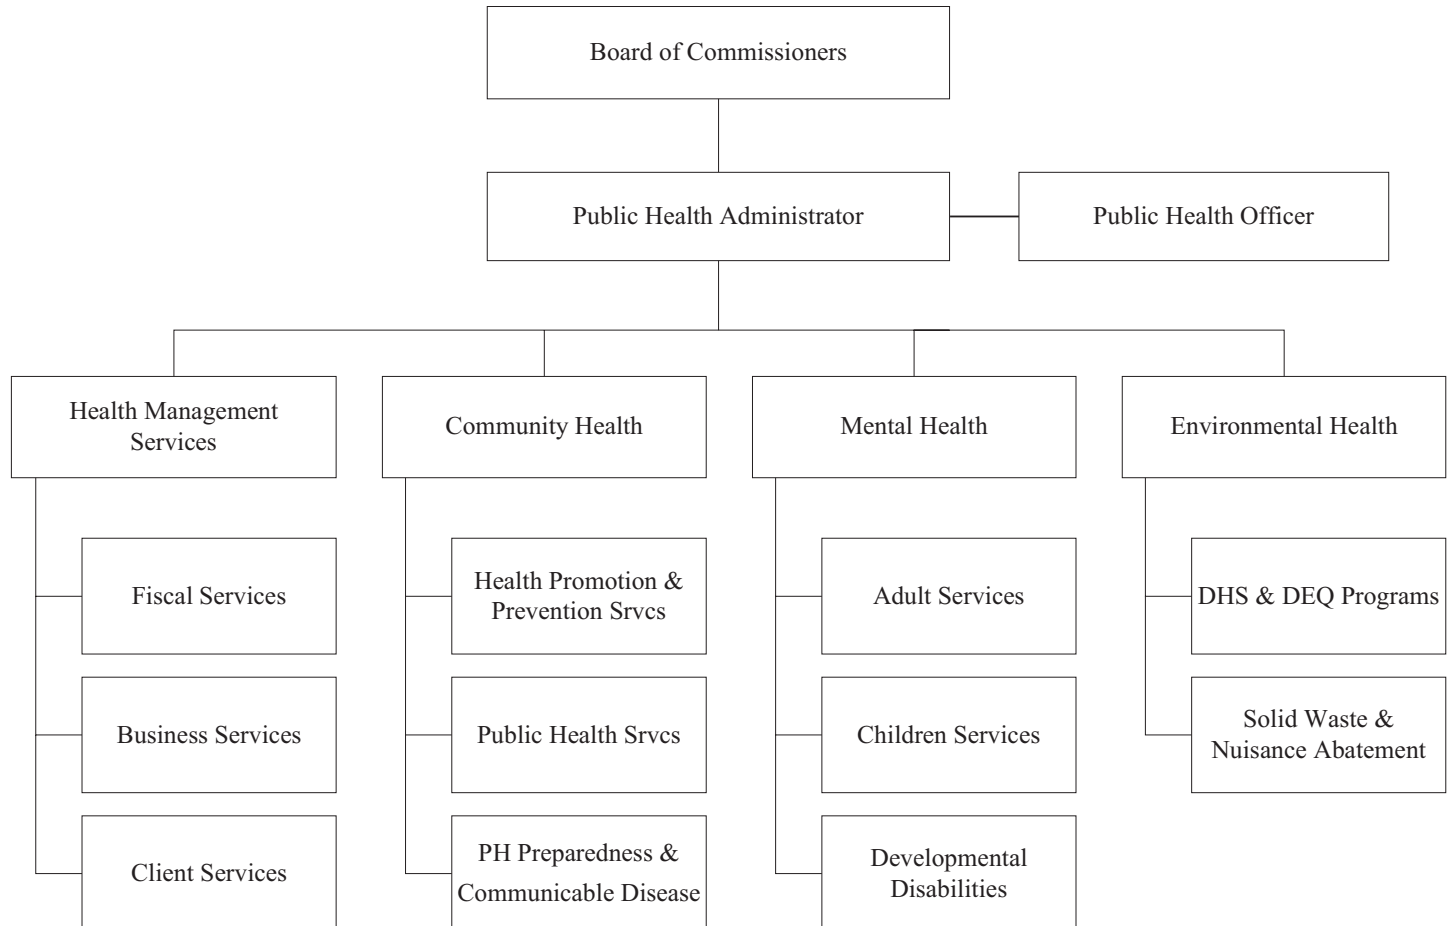 Board of Commissioners
Public Health Administrator
Public Health Officer
Health Management
Services
Community Health
Mental Health
Environmental Health
Fiscal Services
Health Promotion &
Prevention Srvcs
Adult Services
DHS & DEQ Programs
Business Services
Public Health Srvcs
Children Services
Solid Waste &
Nuisance Abatement
Client Services
PH Preparedness &
Communicable Disease
Developmental
Disabilities